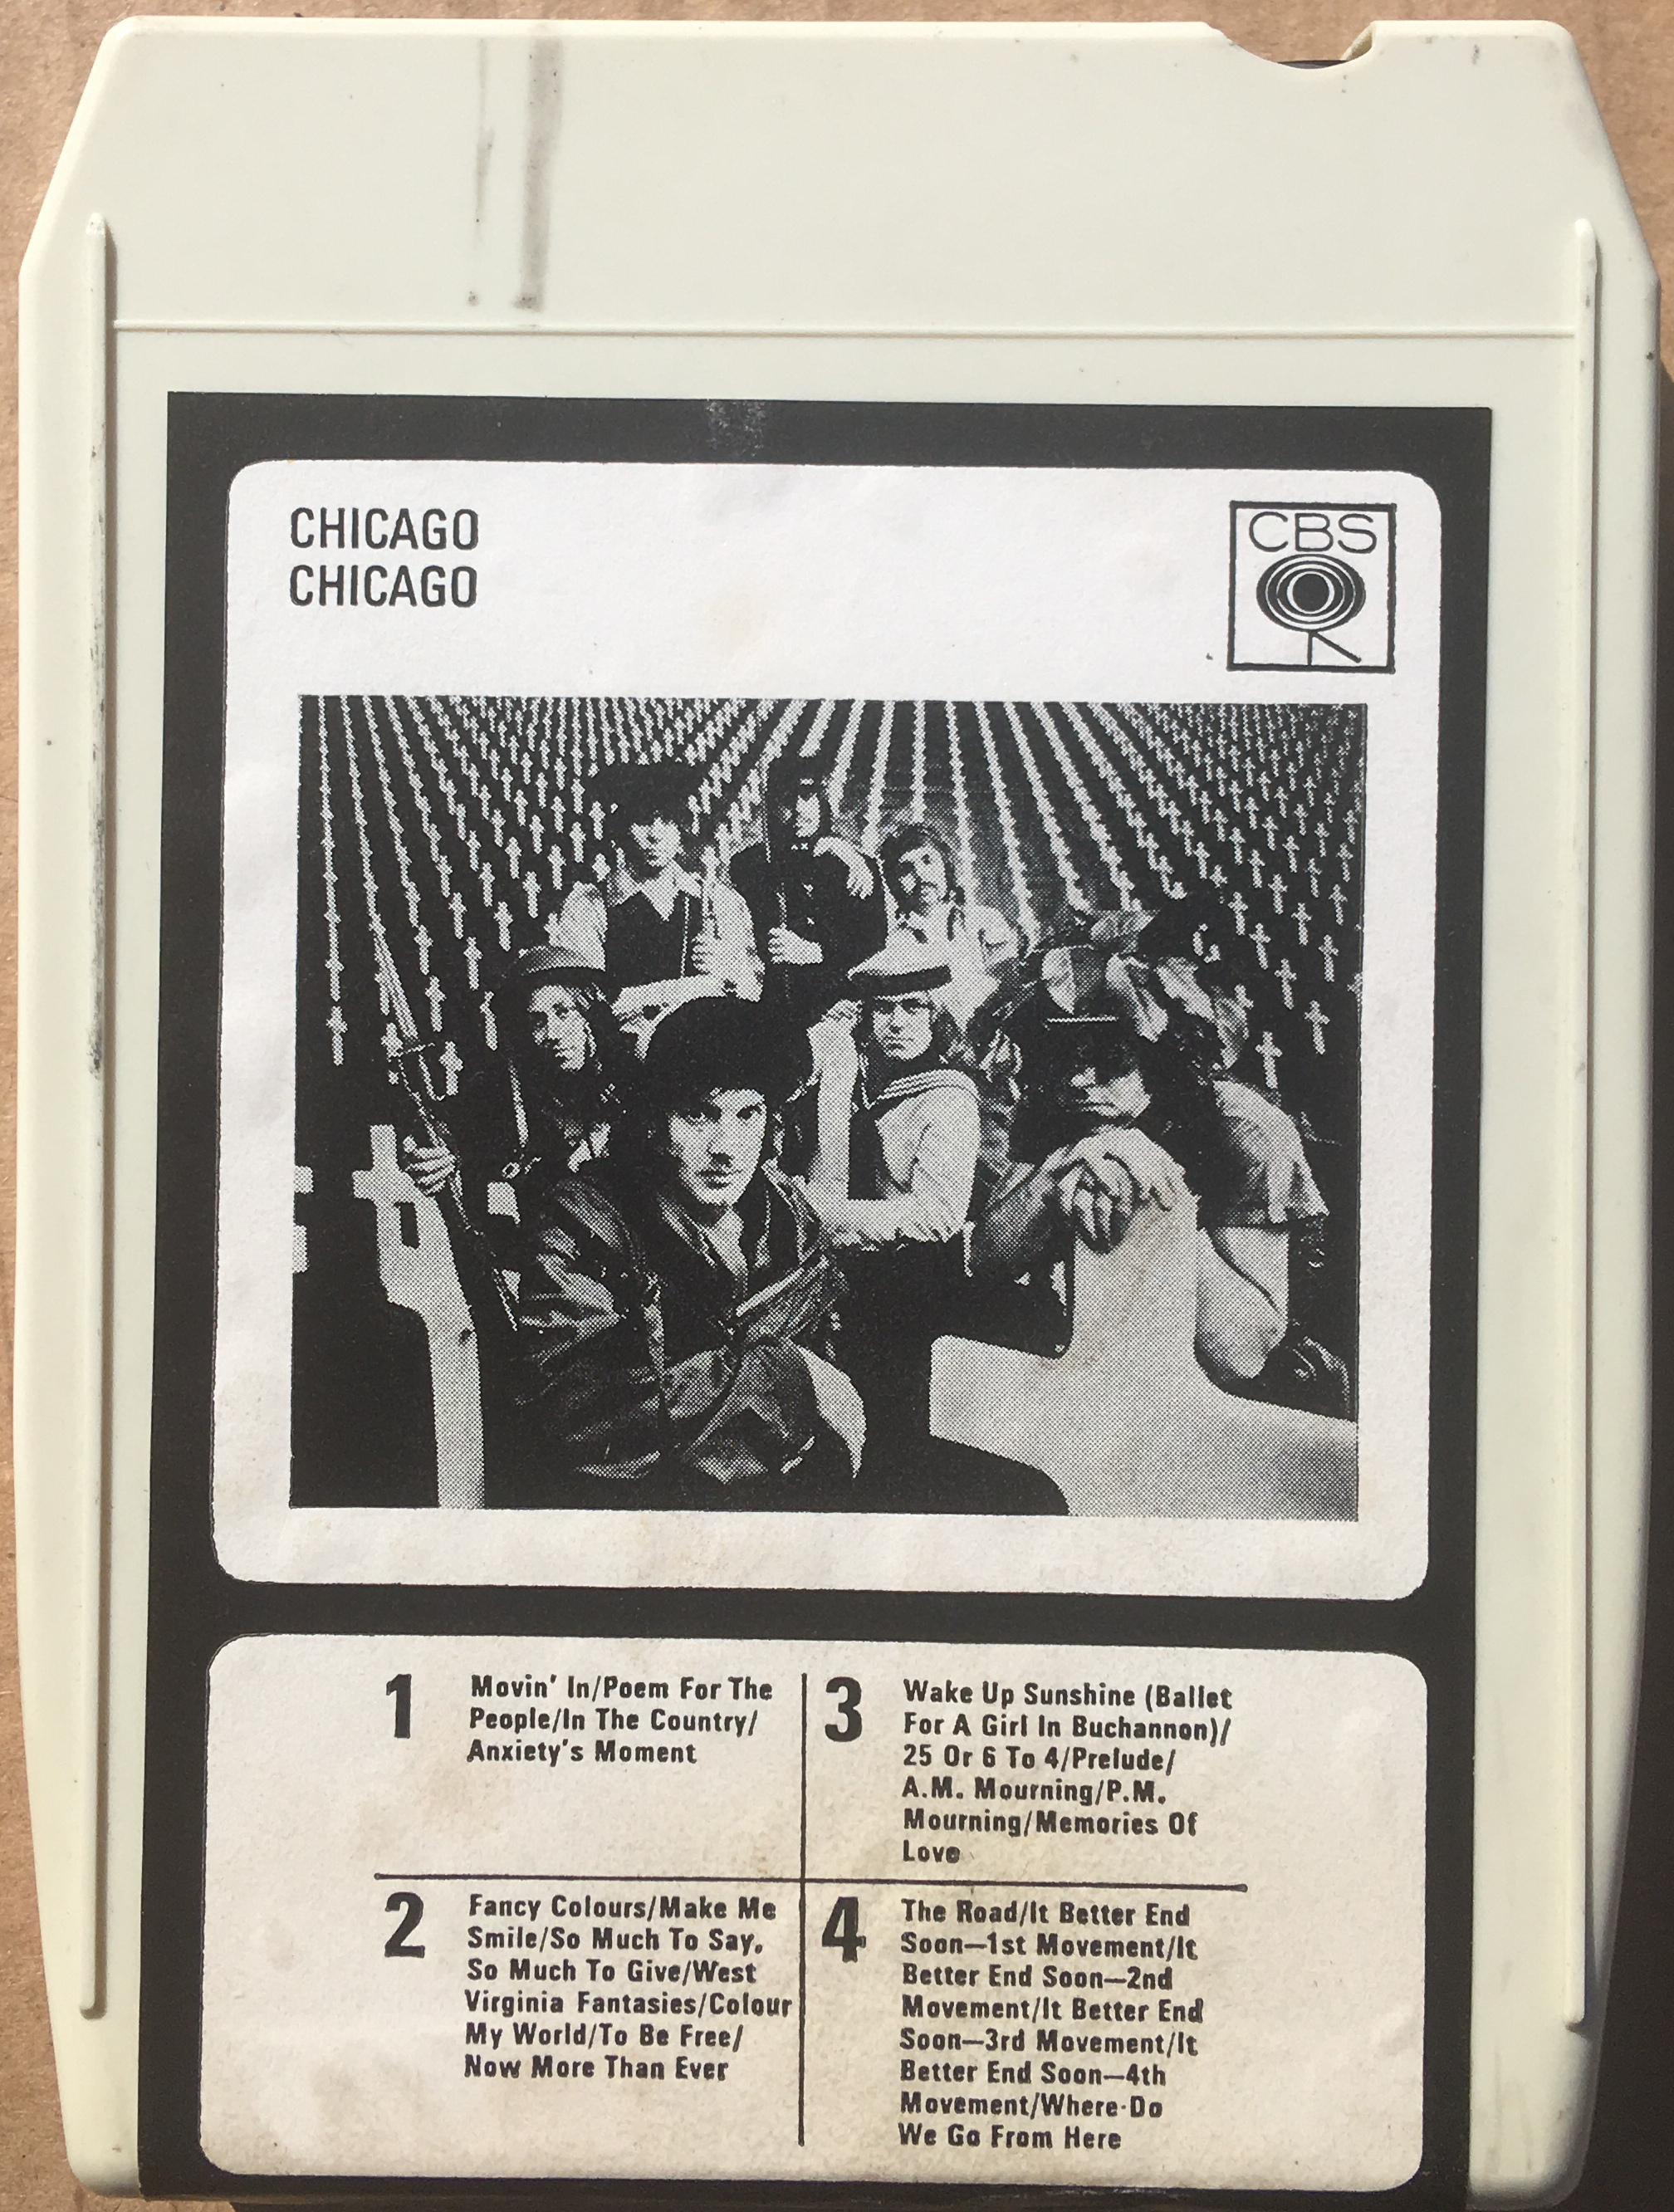 CHICAGO
CHICAGO
CBS
1
Movin' In/Poem For The
People/In The Country/
Anxiety's Moment
2
Fancy Colours/Make Me
Smile/So Much To Say,
So Much To Give/West
Virginia Fantasies/Colour
My World/To Be Free/
Now More Than Ever
3
Wake Up Sunshine (Ballet
For A Girl In Buchannon)/
25 Or 6 To 4/Prelude/
A.M. Mourning/P.M.
Mourning/Memories Of
Love
4
The Road/It Better End
Soon—1st Movement/It
Better End Soon—2nd
Movement/It Better End
Soon—3rd Movement/It
Better End Soon—4th
Movement/Where·Do
We Go From Here